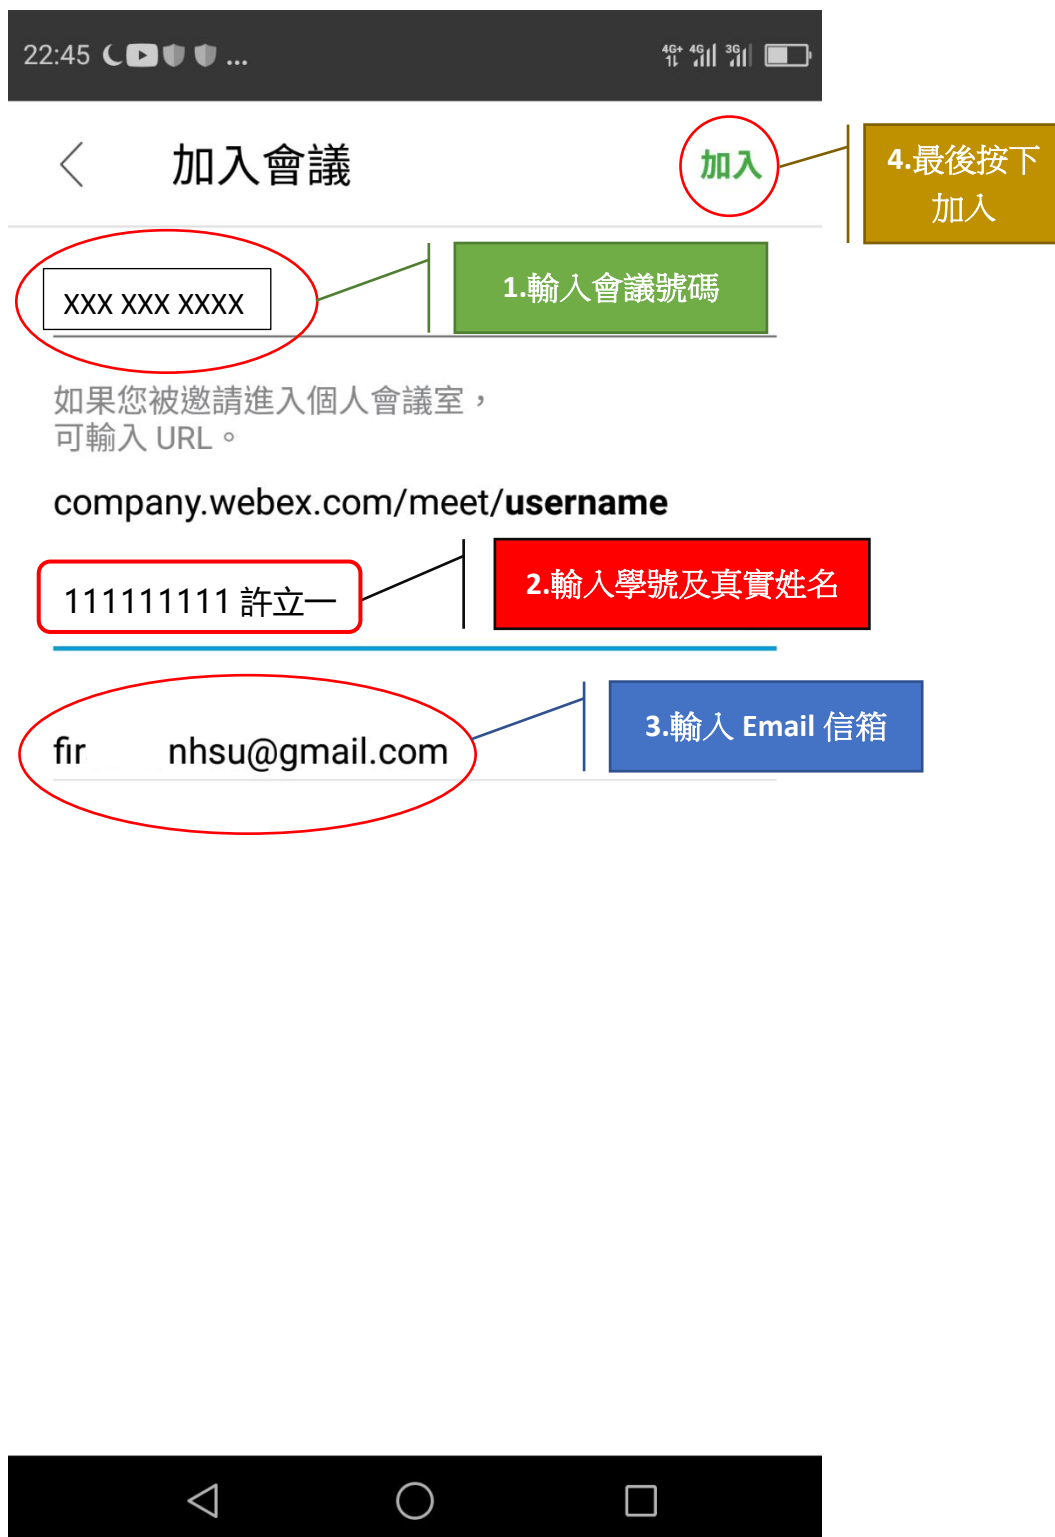 22:45 ...
4G+ 4G 3G
加入會議
加入
4.最後按下
加入
XXX XXX XXXX
1.輸入會議號碼
如果您被邀請進入個人會議室，
可輸入 URL。
company.webex.com/meet/username
111111111 許立一
2.輸入學號及真實姓名
fir nhsu@gmail.com
3.輸入 Email 信箱